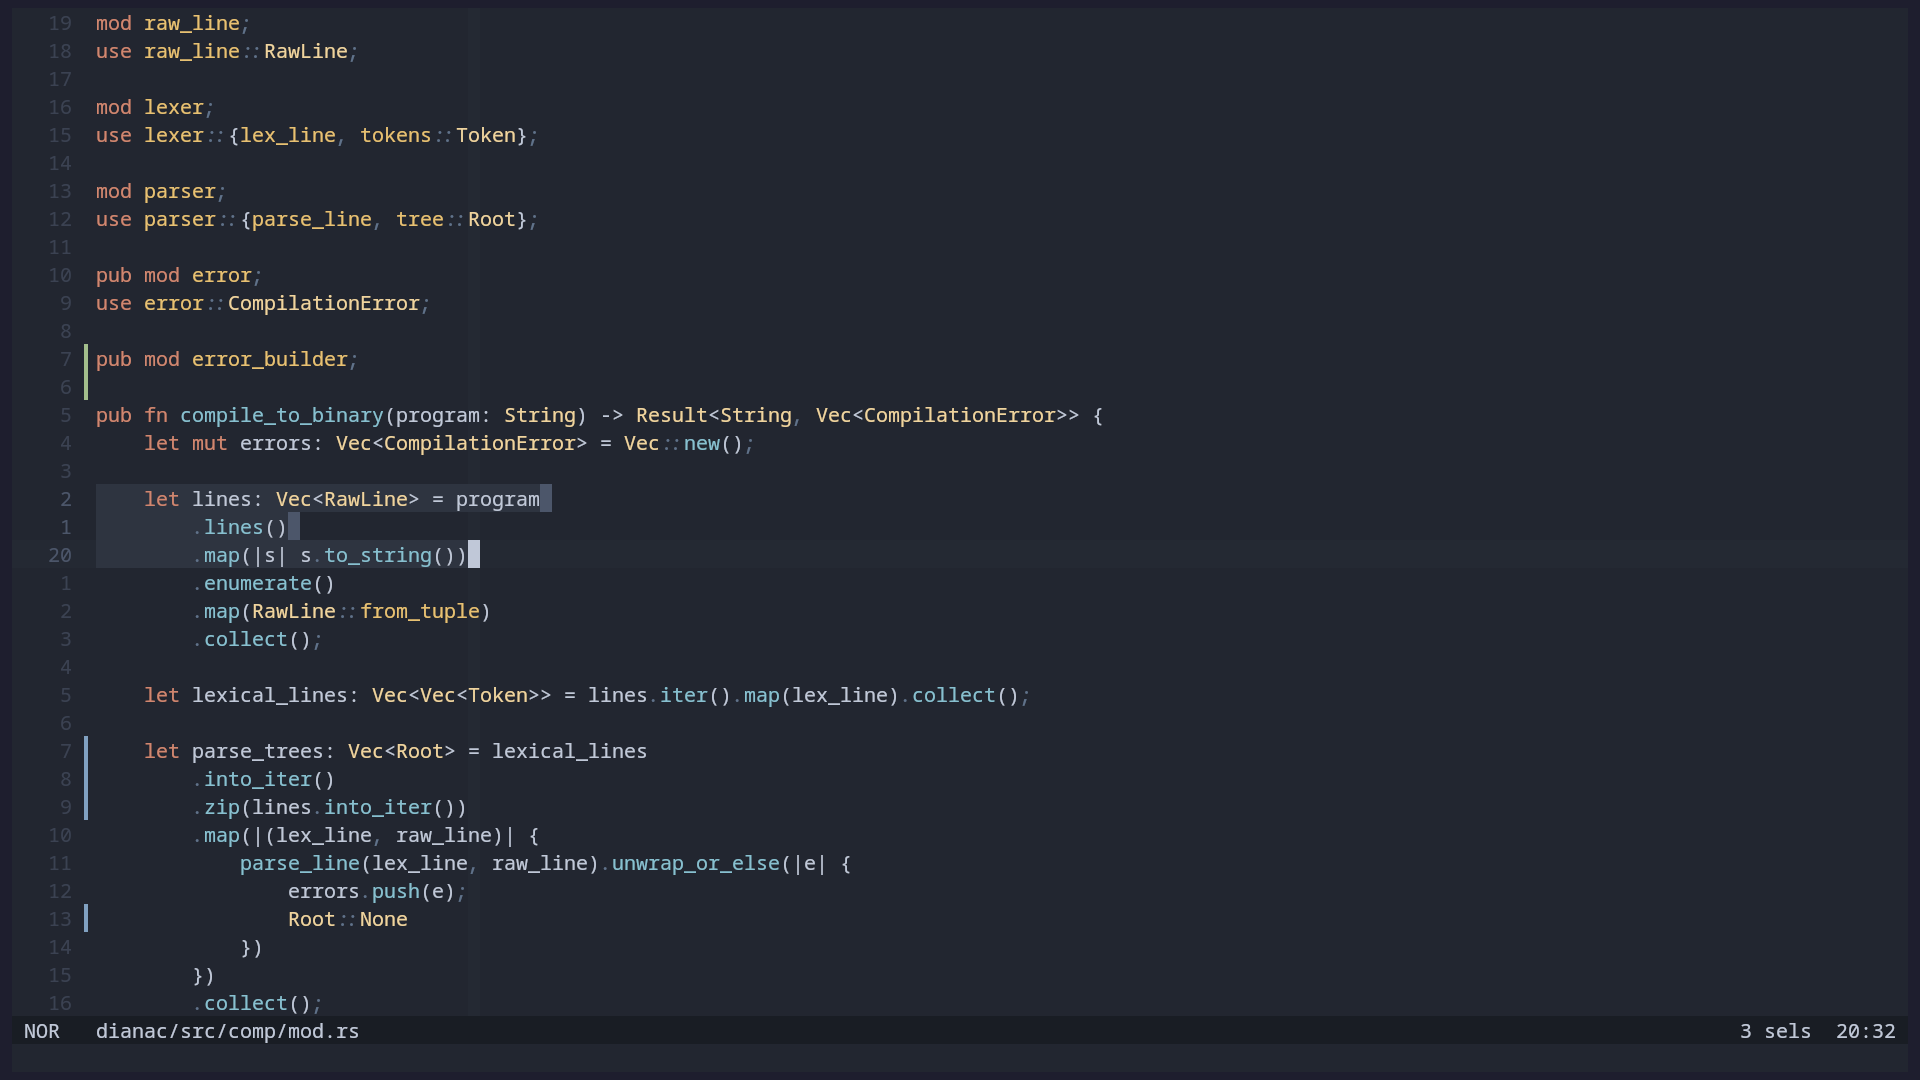 19 mod raw_line;
18 use raw_line::RawLine;
17
16 mod lexer;
15 use lexer::{lex_line, tokens::Token};
14
13 mod parser;
12 use parser::{parse_line, tree::Root};
11
10 pub mod error;
9 use error::CompilationError;
8
7 pub mod error_builder;
6
5 pub fn compile_to_binary(program: String) -> Result<String, Vec<CompilationError>> {
4     let mut errors: Vec<CompilationError> = Vec::new();
3
2     let lines: Vec<RawLine> = program
1         .lines()
20         .map(|s| s.to_string())
1         .enumerate()
2         .map(RawLine::from_tuple)
3         .collect();
4
5     let lexical_lines: Vec<Vec<Token>> = lines.iter().map(lex_line).collect();
6
7     let parse_trees: Vec<Root> = lexical_lines
8         .into_iter()
9         .zip(lines.into_iter())
10         .map(|(lex_line, raw_line)| {
11             parse_line(lex_line, raw_line).unwrap_or_else(|e| {
12                 errors.push(e);
13                 Root::None
14             })
15         })
16         .collect();
NOR   dianac/src/comp/mod.rs   3 sels  20:32